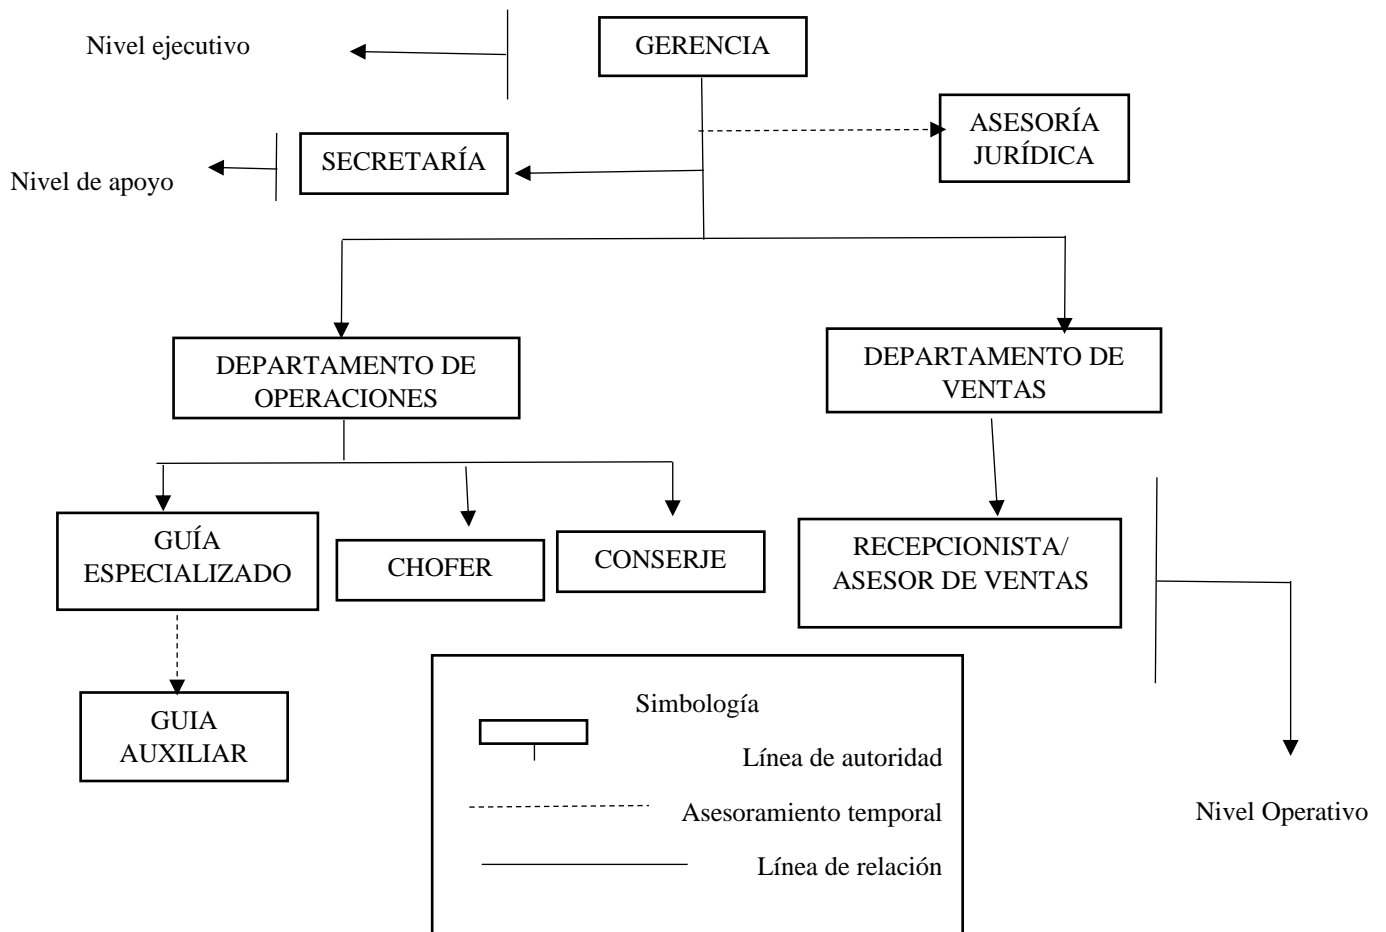 Nivel ejecutivo
GERENCIA
ASESORÍA
JURÍDICA
SECRETARÍA
Nivel de apoyo
DEPARTAMENTO DE
OPERACIONES
DEPARTAMENTO DE
VENTAS
GUÍA
ESPECIALIZADO
CHOFER
CONSERJE
RECEPCIONISTA/
ASESOR DE VENTAS
GUIA
AUXILIAR
Simbología
Línea de autoridad
Asesoramiento temporal
Línea de relación
Nivel Operativo